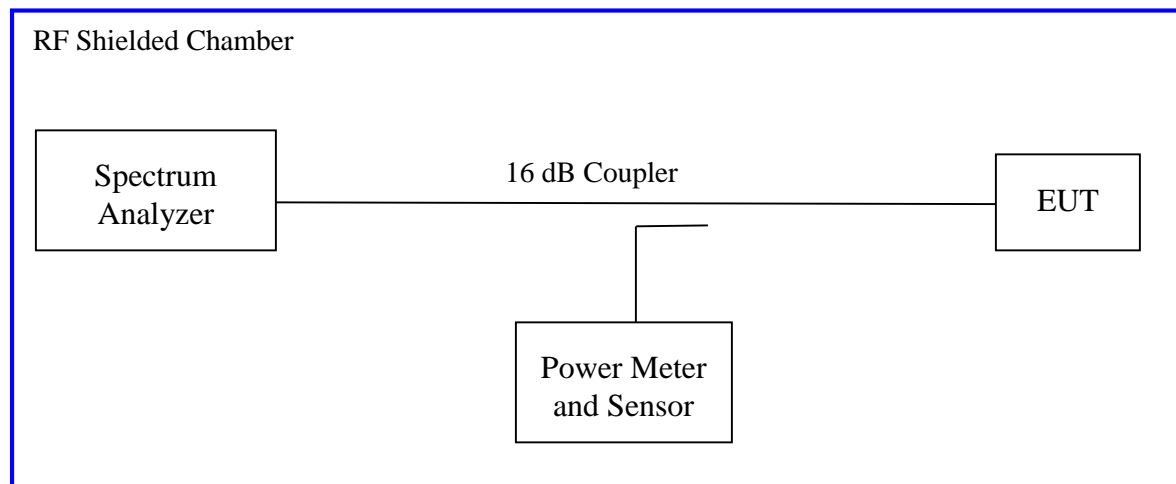 RF Shielded Chamber
16 dB Coupler
Spectrum
Analyzer
EUT
Power Meter
and Sensor